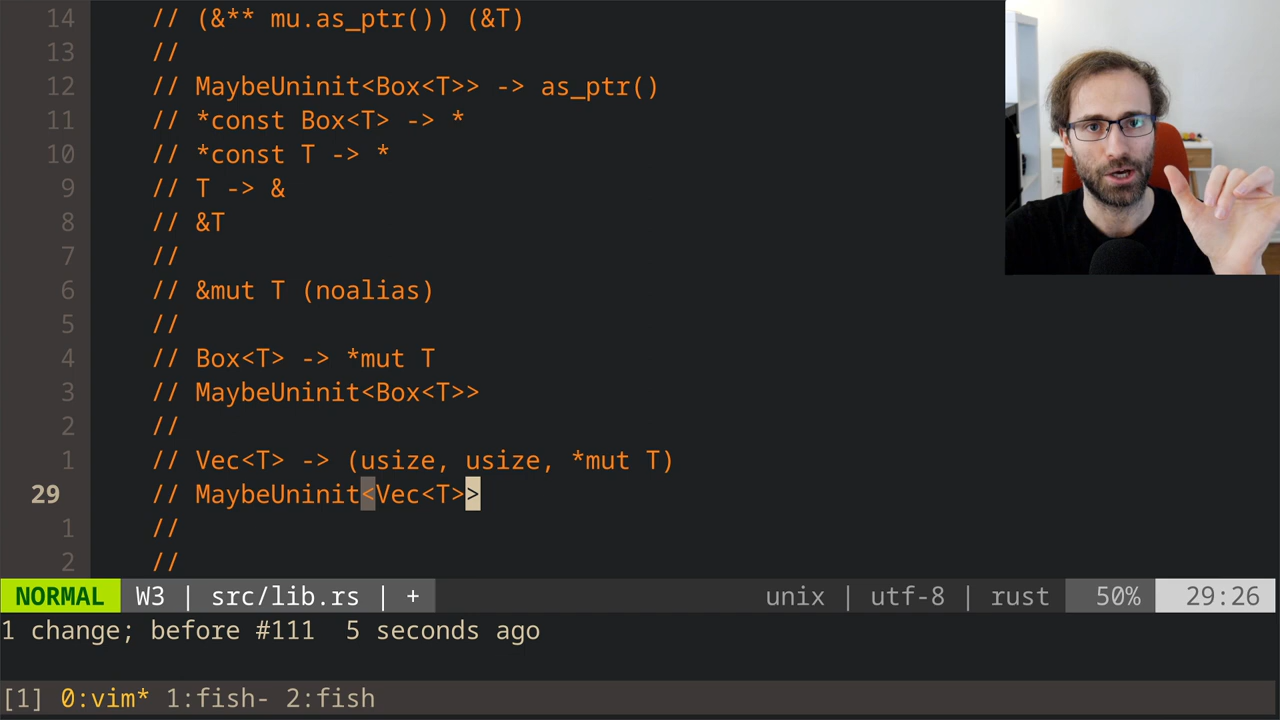 14 // (&** mu.as_ptr()) (&T)
13 //
12 // MaybeUninit<Box<T>> -> as_ptr()
11 // *const Box<T> -> *
10 // *const T -> *
9 // T -> &
8 // &T
7 //
6 // &mut T (noalias)
5 //
4 // Box<T> -> *mut T
3 // MaybeUninit<Box<T>>
2 //
1 // Vec<T> -> (usize, usize, *mut T)
29 // MaybeUninit<Vec<T>>
1 //
2 //
NORMAL W3 | src/lib.rs | + unix | utf-8 | rust 50% 29:26
1 change; before #111 5 seconds ago
[1] 0:vim* 1:fish- 2:fish